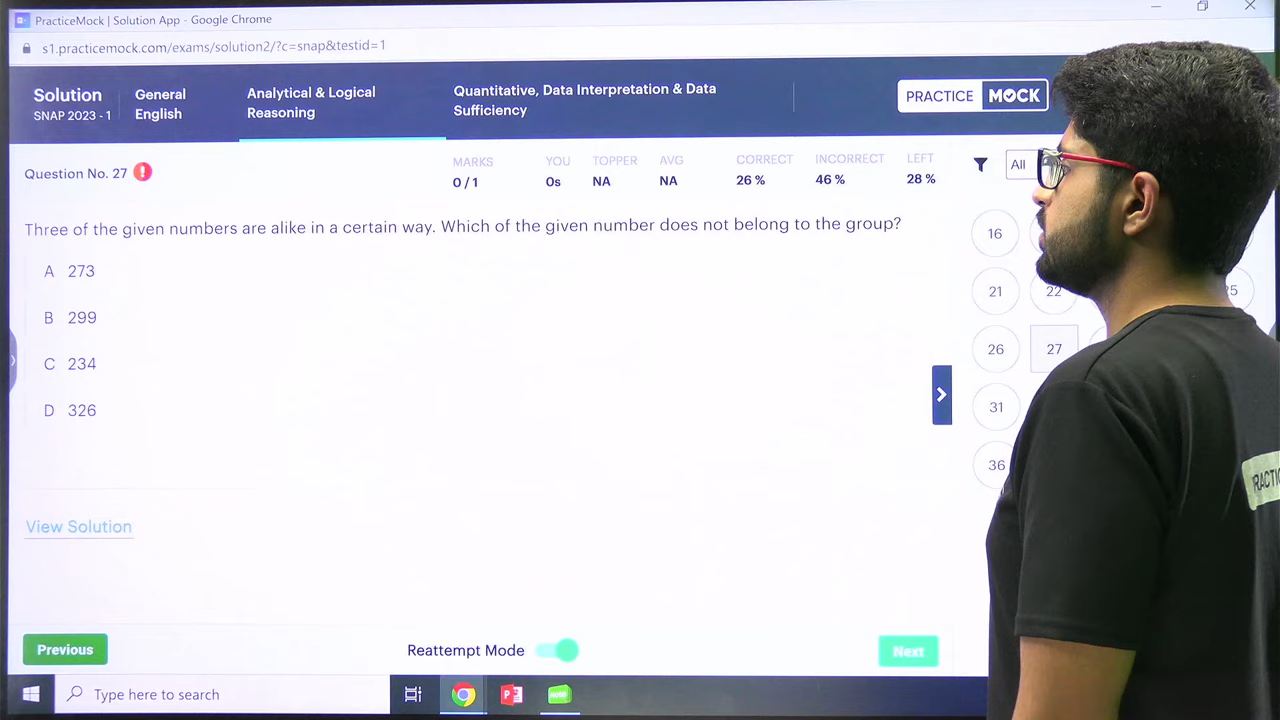 PracticeMock | Solution App - Google Chrome
s1.practicemock.com/exams/solution2/?c=snap&testid=1
Solution
SNAP 2023 - 1
General
English
Analytical & Logical
Reasoning
Quantitative, Data Interpretation & Data
Sufficiency
PRACTICE MOCK
Question No. 27
MARKS
0 / 1
YOU
0s
TOPPER
NA
AVG
NA
CORRECT
26 %
INCORRECT
46 %
LEFT
28 %
All
Three of the given numbers are alike in a certain way. Which of the given number does not belong to the group?
A 273
B 299
C 234
D 326
16
21 22 25
26 27
31
36
View Solution
Previous
Reattempt Mode
Next
Type here to search